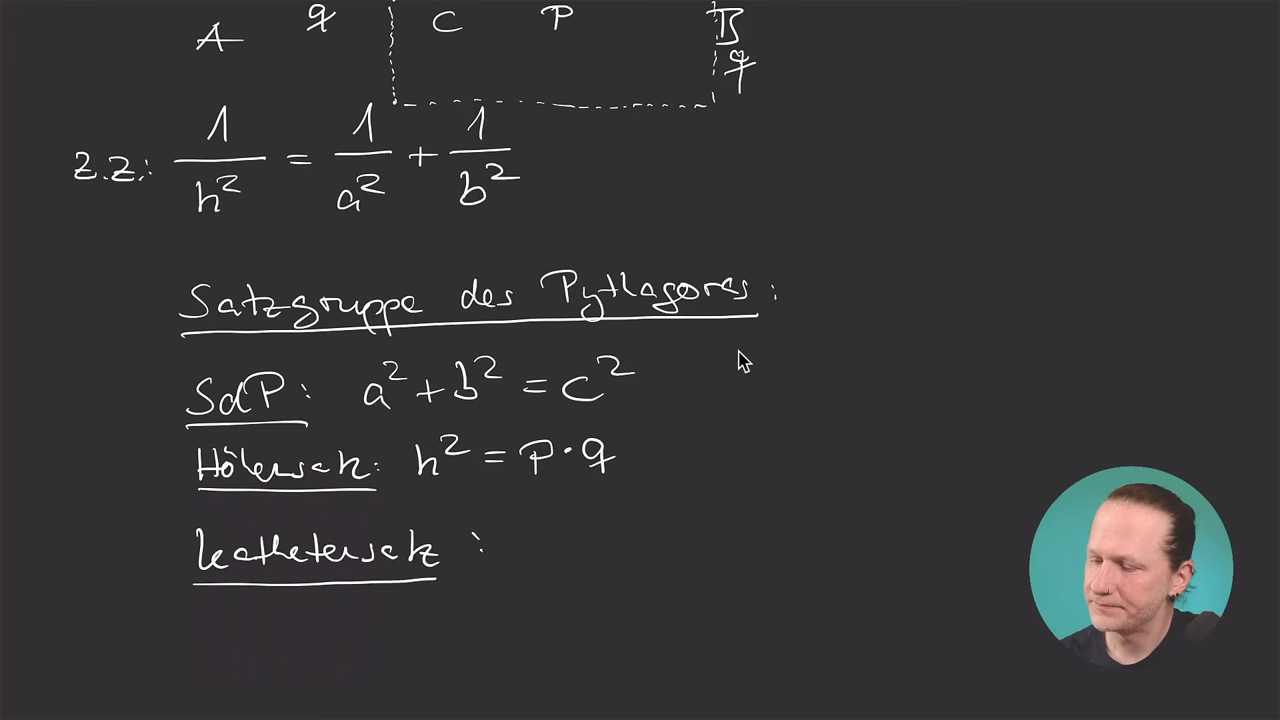 A q c p B
q
z.z.: 1/h² = 1/a² + 1/b²
Satzgruppe des Pythagoras:
SdP: a² + b² = c²
Höhensatz: h² = p · q
Kathetensatz: